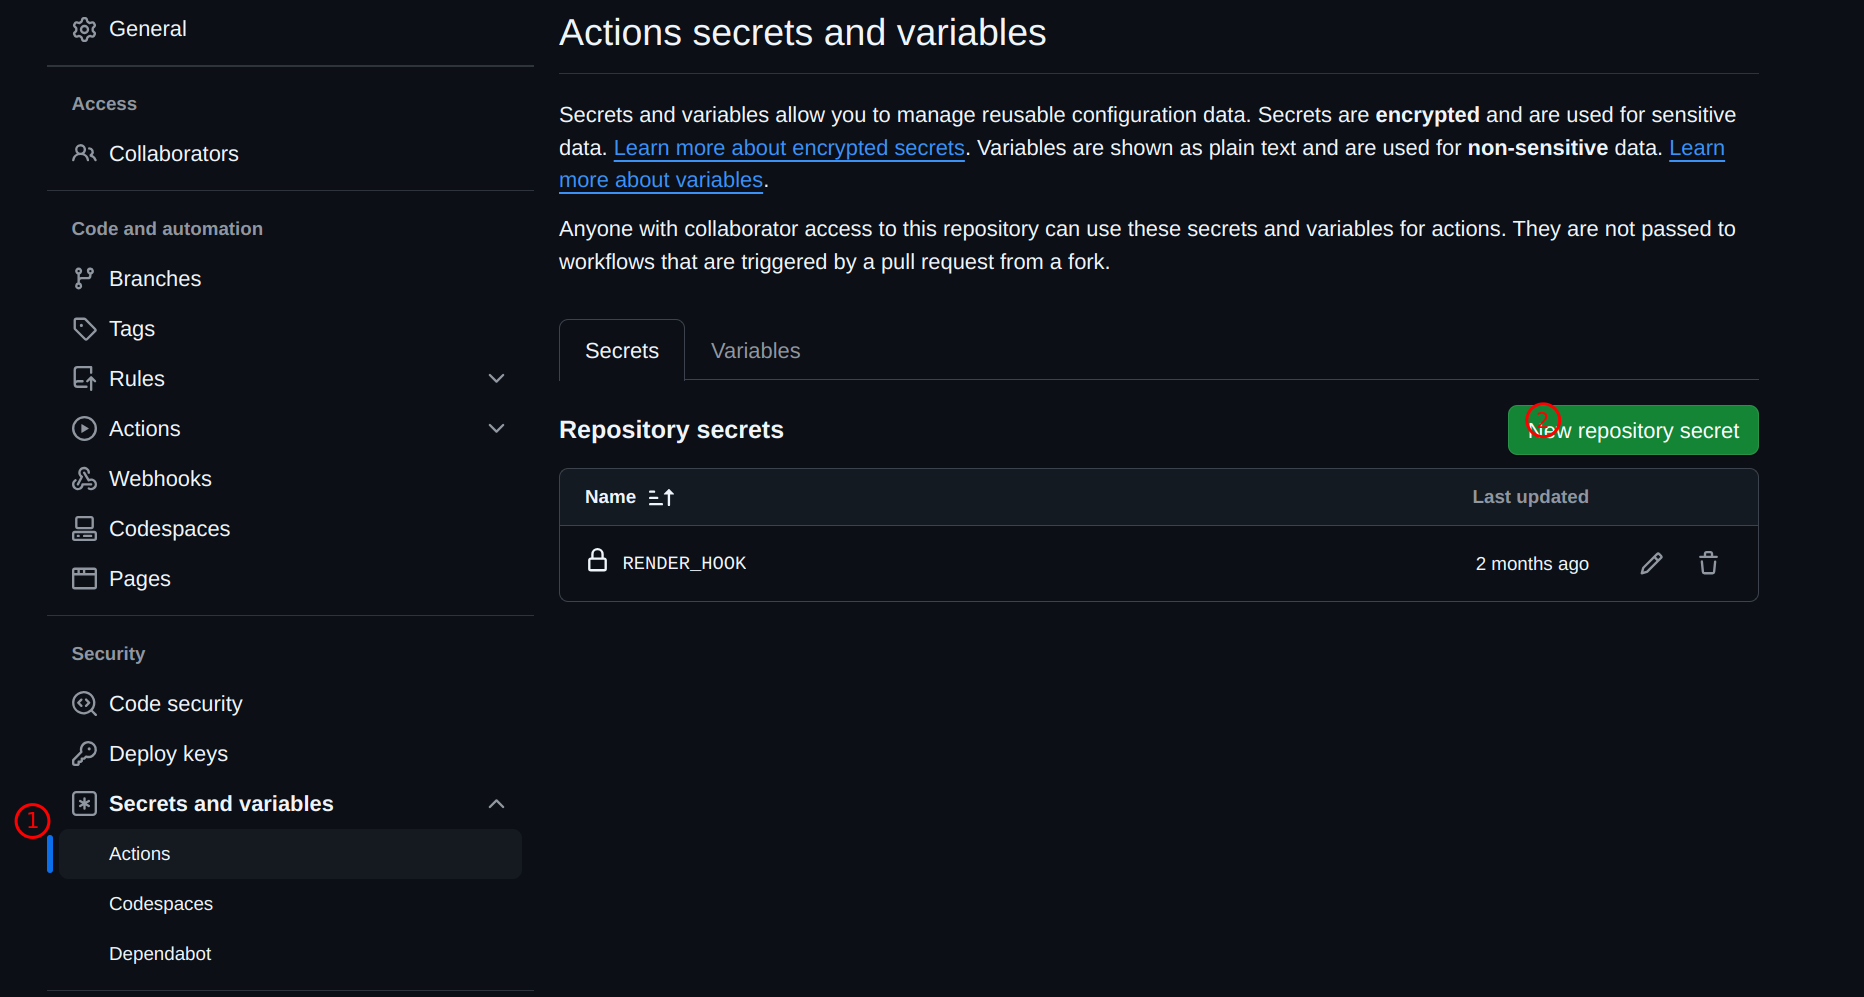 General
Access
Collaborators
Code and automation
Branches
Tags
Rules
Actions
Webhooks
Codespaces
Pages
Security
Code security
Deploy keys
Secrets and variables
1
Actions
Codespaces
Dependabot
Actions secrets and variables
Secrets and variables allow you to manage reusable configuration data. Secrets are encrypted and are used for sensitive
data. Learn more about encrypted secrets. Variables are shown as plain text and are used for non-sensitive data. Learn
more about variables.
Anyone with collaborator access to this repository can use these secrets and variables for actions. They are not passed to
workflows that are triggered by a pull request from a fork.
Secrets Variables
Repository secrets
2
New repository secret
Name Last updated
RENDER_HOOK 2 months ago